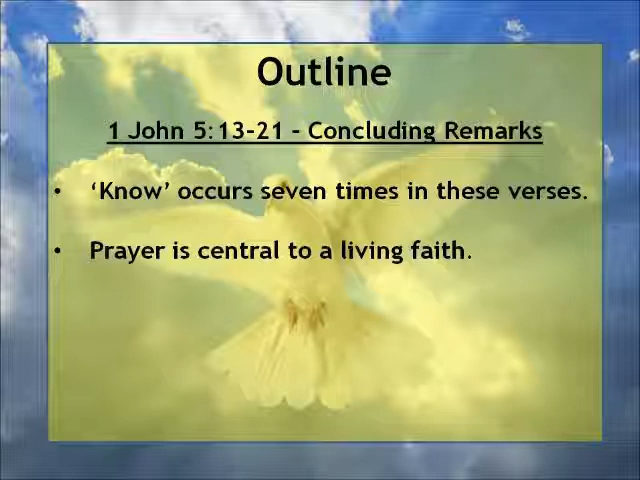 Outline
1 John 5:13-21 – Concluding Remarks
• ‘Know’ occurs seven times in these verses.
• Prayer is central to a living faith.